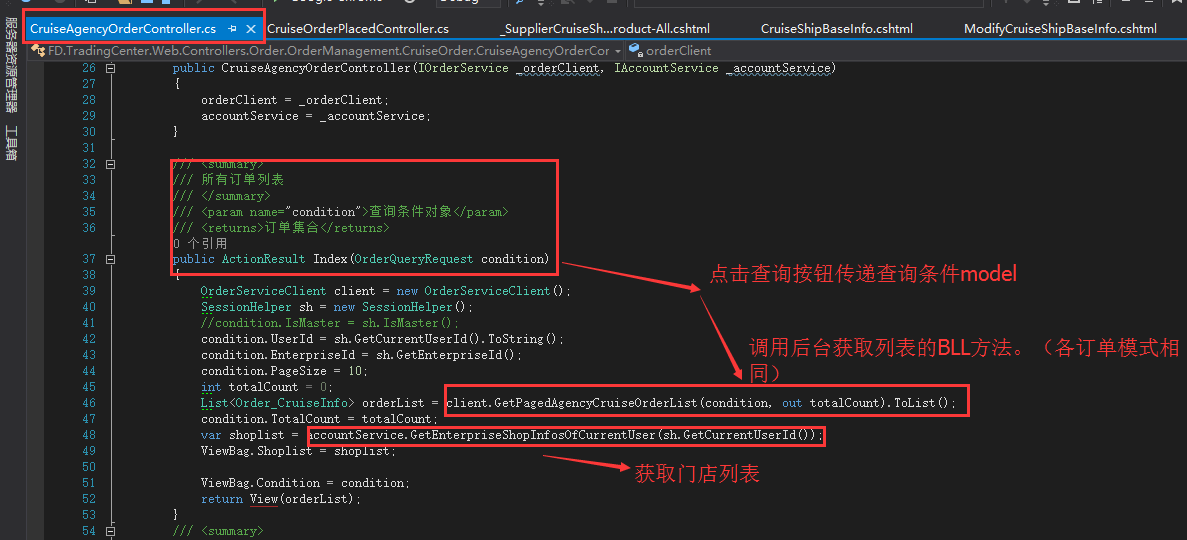 CruiseAgencyOrderController.cs
CruiseOrderPlacedController.cs
_SupplierCruiseSh...roduct-All.cshtml
CruiseShipBaseInfo.cshtml
ModifyCruiseShipBaseInfo.cshtml
服务器资源管理器
工具箱
FD.TradingCenter.Web.Controllers.Order.OrderManagement.CruiseOrder.CruiseAgencyOrderCor
orderClient
26 public CruiseAgencyOrderController(IOrderService _orderClient, IAccountService _accountService)
27 {
28 orderClient = _orderClient;
29 accountService = _accountService;
30 }
31
32 /// <summary>
33 /// 所有订单列表
34 /// </summary>
35 /// <param name="condition">查询条件对象</param>
36 /// <returns>订单集合</returns>
0 个引用
37 public ActionResult Index(OrderQueryRequest condition)
38 {
39 OrderServiceClient client = new OrderServiceClient();
40 SessionHelper sh = new SessionHelper();
41 //condition.IsMaster = sh.IsMaster();
42 condition.UserId = sh.GetCurrentUserId().ToString();
43 condition.EnterpriseId = sh.GetEnterpriseId();
44 condition.PageSize = 10;
45 int totalCount = 0;
46 List<Order_CruiseInfo> orderList = client.GetPagedAgencyCruiseOrderList(condition, out totalCount).ToList();
47 condition.TotalCount = totalCount;
48 var shoplist = accountService.GetEnterpriseShopInfosOfCurrentUser(sh.GetCurrentUserId());
49 ViewBag.Shoplist = shoplist;
50
51 ViewBag.Condition = condition;
52 return View(orderList);
53 }
54 /// <summary>
点击查询按钮传递查询条件model
调用后台获取列表的BLL方法。（各订单模式相
同）
获取门店列表